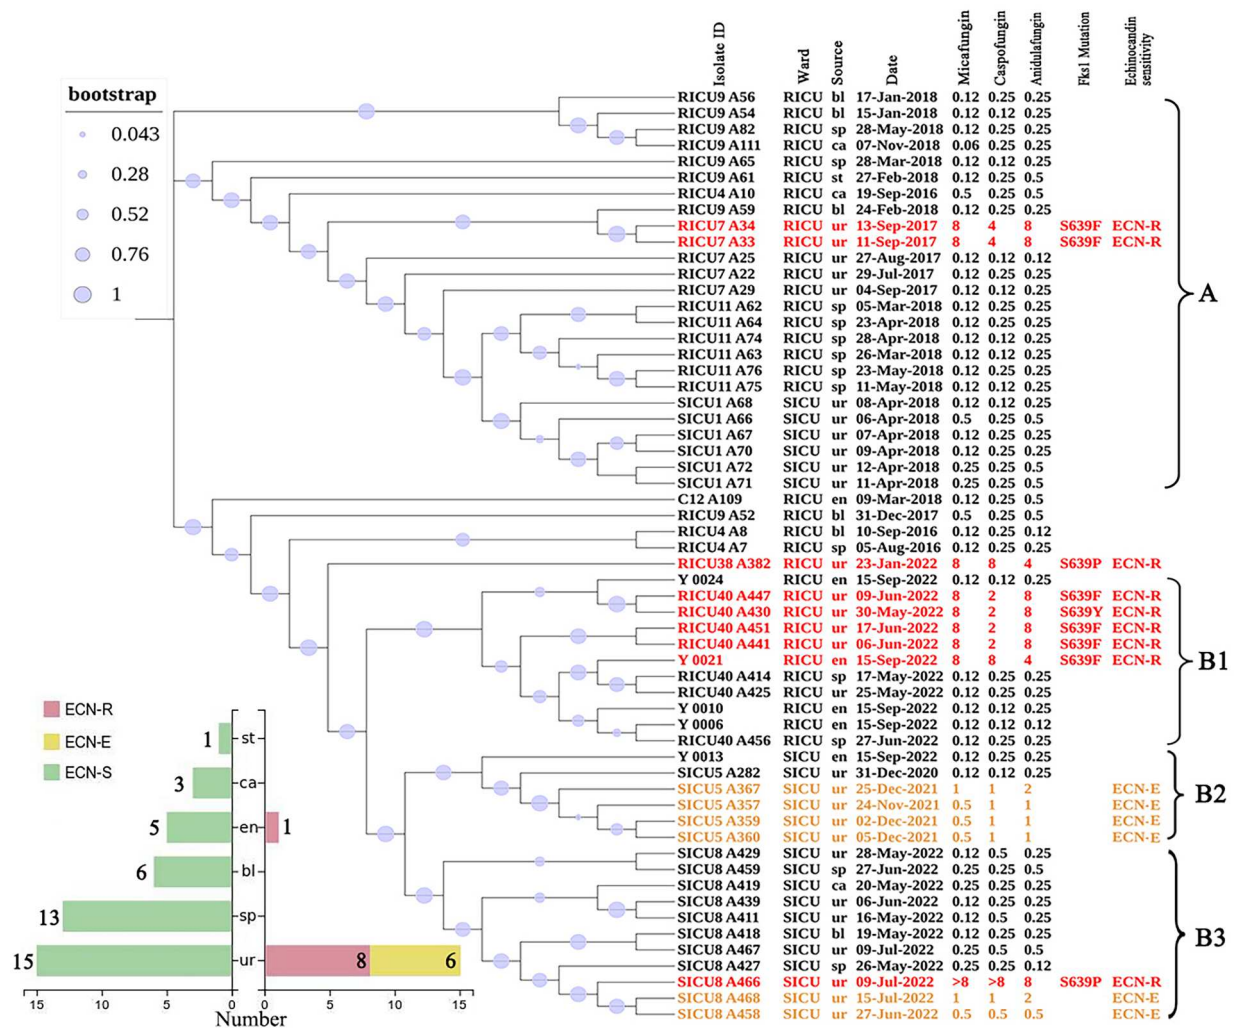 Isolate ID Ward Source Date Micafungin Caspofungin Anidulafungin Fks1 Mutation Echinocandin sensitivity
bootstrap
0.043
0.28
0.52
0.76
1
RICU9 A56 RICU bl 17-Jan-2018 0.12 0.25 0.25
RICU9 A54 RICU bl 15-Jan-2018 0.12 0.12 0.25
RICU9 A82 RICU sp 28-May-2018 0.12 0.25 0.25
RICU9 A111 RICU ca 07-Nov-2018 0.06 0.25 0.25
RICU9 A65 RICU sp 28-Mar-2018 0.12 0.12 0.25
RICU9 A61 RICU st 27-Feb-2018 0.12 0.25 0.5
RICU4 A10 RICU ca 19-Sep-2016 0.5 0.25 0.5
RICU9 A59 RICU bl 24-Feb-2018 0.12 0.25 0.25
RICU7 A34 RICU ur 13-Sep-2017 8 4 8 S639F ECN-R
RICU7 A33 RICU ur 11-Sep-2017 8 4 8 S639F ECN-R
RICU7 A25 RICU ur 27-Aug-2017 0.12 0.12 0.12
RICU7 A22 RICU ur 29-Jul-2017 0.12 0.25 0.25
RICU7 A29 RICU ur 04-Sep-2017 0.12 0.12 0.25
RICU11 A62 RICU sp 05-Mar-2018 0.12 0.25 0.25
RICU11 A64 RICU sp 23-Apr-2018 0.12 0.25 0.25
RICU11 A74 RICU sp 28-Apr-2018 0.12 0.12 0.25
RICU11 A63 RICU sp 26-Mar-2018 0.12 0.12 0.25
RICU11 A76 RICU sp 23-May-2018 0.12 0.25 0.25
RICU11 A75 RICU sp 11-May-2018 0.12 0.12 0.25
SICU1 A68 SICU ur 08-Apr-2018 0.12 0.12 0.25
SICU1 A66 SICU ur 06-Apr-2018 0.5 0.25 0.5
SICU1 A67 SICU ur 07-Apr-2018 0.12 0.25 0.25
SICU1 A70 SICU ur 09-Apr-2018 0.12 0.25 0.25
SICU1 A72 SICU ur 12-Apr-2018 0.25 0.25 0.5
SICU1 A71 SICU ur 11-Apr-2018 0.25 0.25 0.5
A
C12 A109 RICU en 09-Mar-2018 0.12 0.25 0.5
RICU9 A52 RICU bl 31-Dec-2017 0.5 0.25 0.5
RICU4 A8 RICU bl 10-Sep-2016 0.12 0.25 0.12
RICU4 A7 RICU sp 05-Aug-2016 0.12 0.25 0.25
RICU38 A382 RICU ur 23-Jan-2022 8 8 4 S639P ECN-R
Y 0024 RICU en 15-Sep-2022 0.12 0.12 0.25
RICU40 A447 RICU ur 09-Jun-2022 8 2 8 S639F ECN-R
RICU40 A430 RICU ur 30-May-2022 8 2 8 S639Y ECN-R
RICU40 A451 RICU ur 17-Jun-2022 8 2 8 S639F ECN-R
RICU40 A441 RICU ur 06-Jun-2022 8 2 8 S639F ECN-R
Y 0021 RICU en 15-Sep-2022 8 8 4 S639F ECN-R
RICU40 A414 RICU sp 17-May-2022 0.12 0.25 0.25
RICU40 A425 RICU ur 25-May-2022 0.12 0.25 0.25
Y 0010 RICU en 15-Sep-2022 0.12 0.12 0.25
Y 0006 RICU en 15-Sep-2022 0.12 0.12 0.12
RICU40 A456 RICU sp 27-Jun-2022 0.12 0.25 0.25
B1
Y 0013 SICU en 15-Sep-2022 0.12 0.25 0.25
SICU5 A282 SICU ur 31-Dec-2020 0.12 0.12 0.25
SICU5 A367 SICU ur 25-Dec-2021 1 1 2 ECN-E
SICU5 A357 SICU ur 24-Nov-2021 0.5 1 1 ECN-E
SICU5 A359 SICU ur 02-Dec-2021 0.5 1 1 ECN-E
SICU5 A360 SICU ur 05-Dec-2021 0.5 1 1 ECN-E
B2
SICU8 A429 SICU ur 28-May-2022 0.12 0.5 0.25
SICU8 A459 SICU sp 27-Jun-2022 0.25 0.25 0.5
SICU8 A419 SICU ca 20-May-2022 0.25 0.25 0.25
SICU8 A439 SICU ur 06-Jun-2022 0.12 0.25 0.25
SICU8 A411 SICU ur 16-May-2022 0.12 0.5 0.25
SICU8 A418 SICU bl 19-May-2022 0.12 0.25 0.25
SICU8 A467 SICU ur 09-Jul-2022 0.25 0.5 0.5
SICU8 A427 SICU sp 26-May-2022 0.25 0.25 0.12
SICU8 A466 SICU ur 09-Jul-2022 >8 >8 8 S639P ECN-R
SICU8 A468 SICU ur 15-Jul-2022 1 1 2 ECN-E
SICU8 A458 SICU ur 27-Jun-2022 0.5 0.5 0.5 ECN-E
B3
ECN-R
ECN-E
ECN-S
1 st
3 ca
5 en 1
6 bl
13 sp
15 ur 8 6
15 10 5 0 0 5 10 15
Number